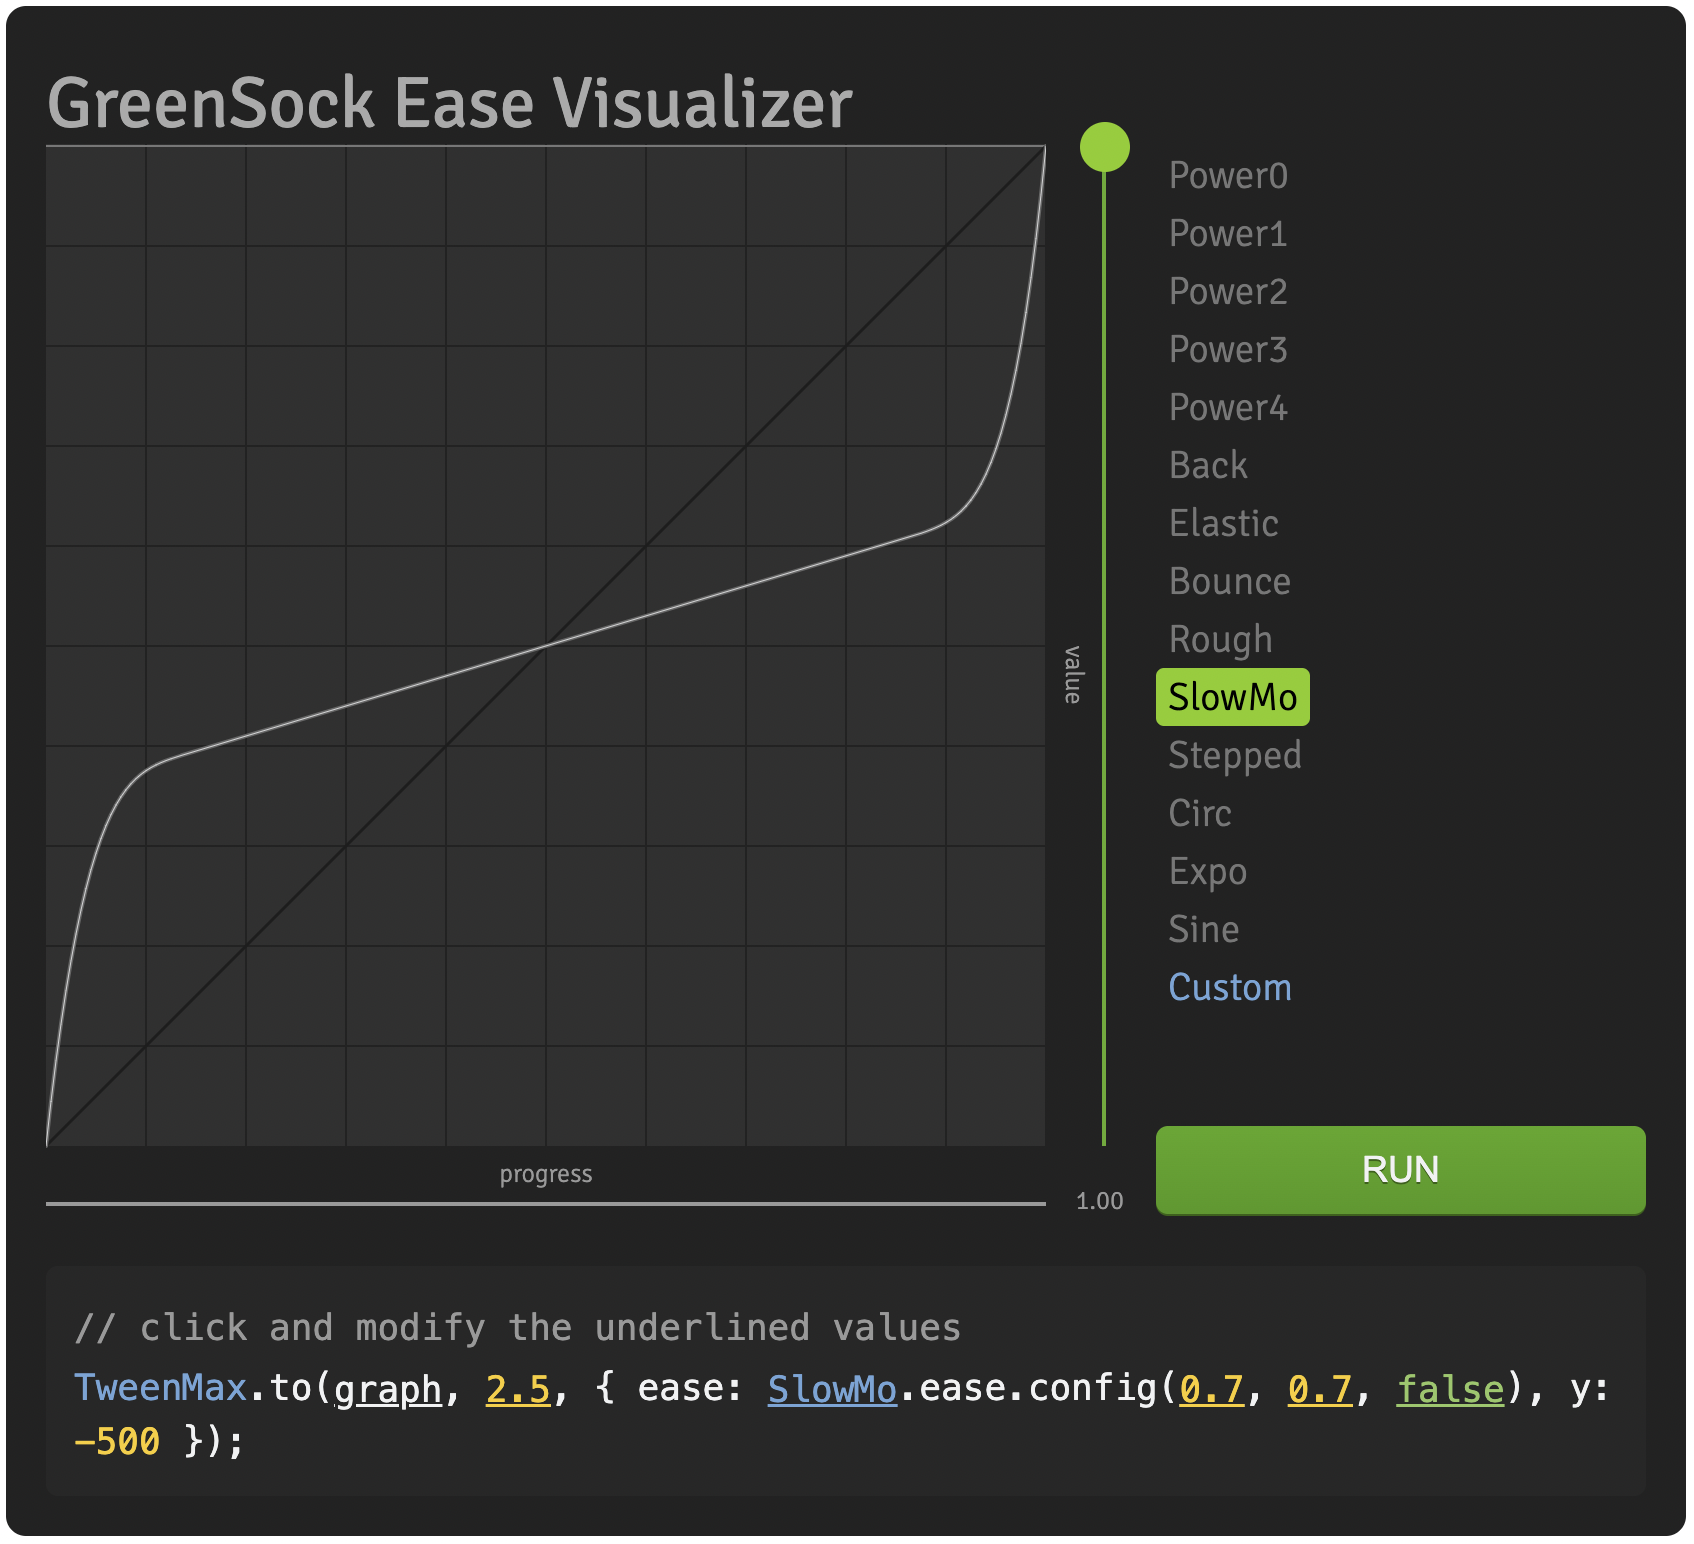 GreenSock Ease Visualizer
Power0
Power1
Power2
Power3
Power4
Back
Elastic
Bounce
Rough
SlowMo
Stepped
Circ
Expo
Sine
Custom
value
progress
1.00
RUN
// click and modify the underlined values
TweenMax.to(graph, 2.5, { ease: SlowMo.ease.config(0.7, 0.7, false), y:
-500 });